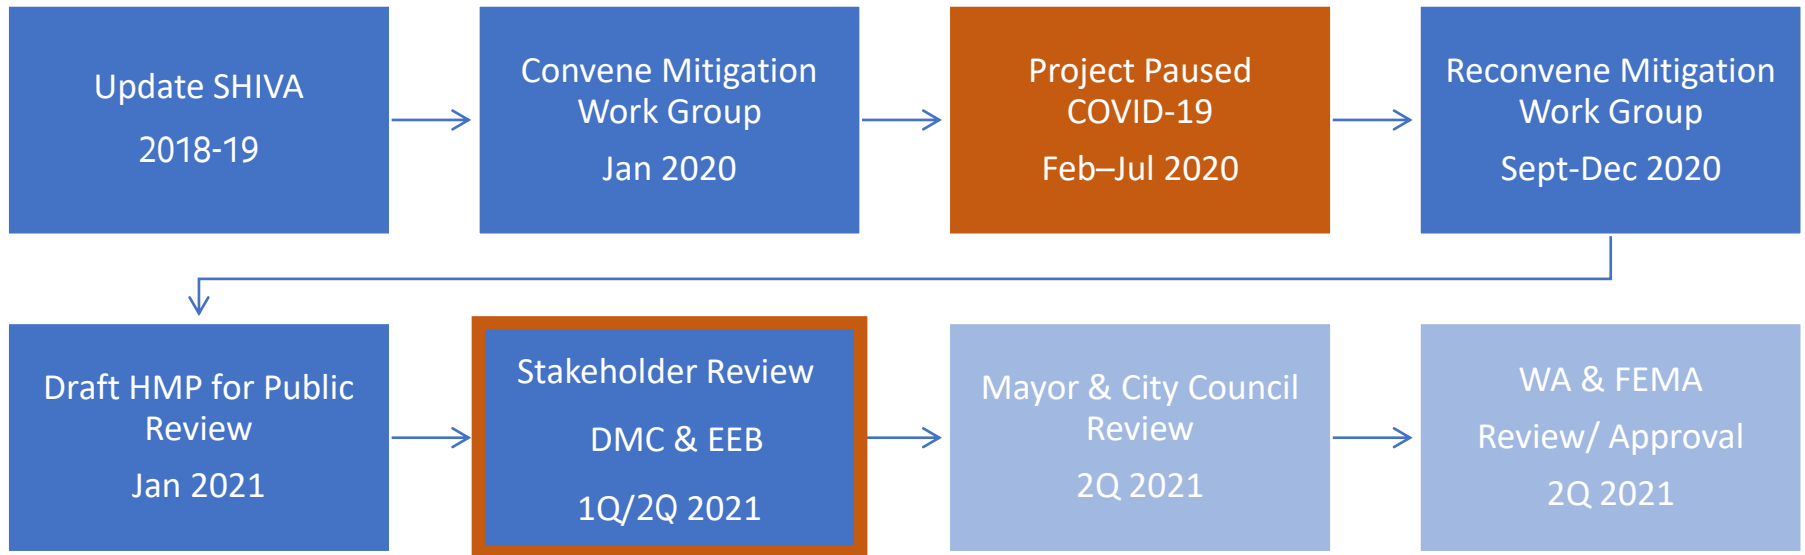 Update SHIVA
2018-19
Convene Mitigation
Work Group
Jan 2020
Project Paused
COVID-19
Feb–Jul 2020
Reconvene Mitigation
Work Group
Sept-Dec 2020
Draft HMP for Public
Review
Jan 2021
Stakeholder Review
DMC & EEB
1Q/2Q 2021
Mayor & City Council
Review
2Q 2021
WA & FEMA
Review/ Approval
2Q 2021